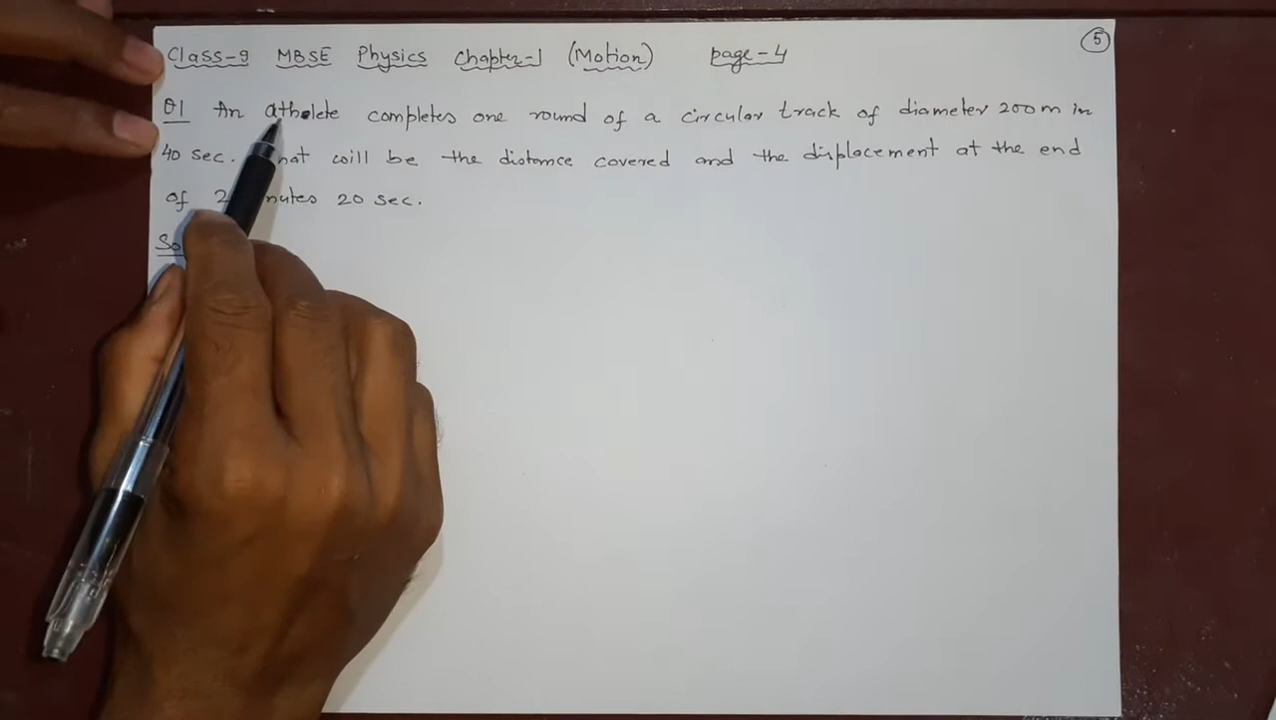 Class-9 MBSE Physics Chapter-1 (Motion) page-4
5
Q1 An athelete completes one round of a circular track of diameter 200m in
40 sec. will be the distance covered and the displacement at the end
of 2 20 sec.